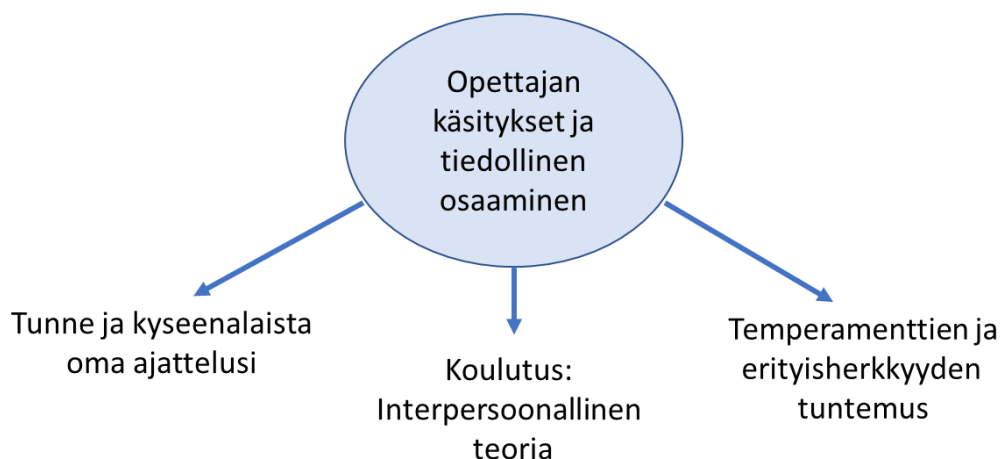 Opettajan
käsitykset ja
tiedollinen
osaaminen
Tunne ja kyseenalaista
oma ajattelusi
Koulutus:
Interpersoonallinen
teoria
Temperamenttien ja
erityisherkkyyden
tuntemus